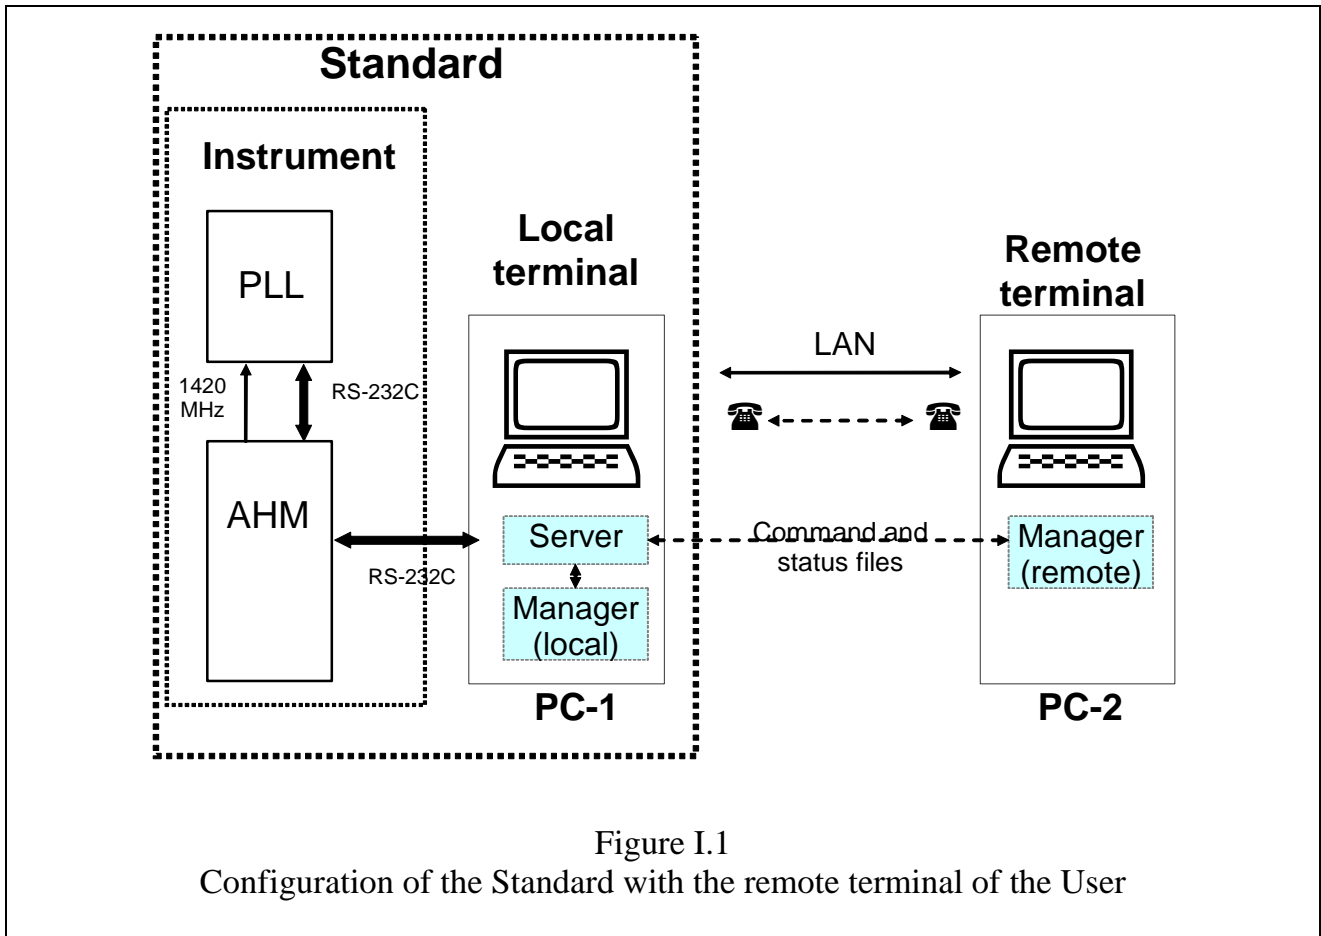 Standard
Instrument
PLL
1420
MHz
RS-232C
AHM
RS-232C
Local
terminal
Server
Manager
(local)
PC-1
LAN
Command and
status files
Remote
terminal
Manager
(remote)
PC-2
Figure I.1
Configuration of the Standard with the remote terminal of the User